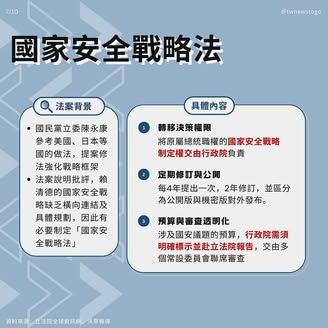 7/10
@twnewstogo
國家安全戰略法
法案背景
國民黨立委陳永康
參考美國、日本等
國的做法，提案修
法強化戰略框架
法案說明批評，賴
清德的國家安全戰
略缺乏橫向連結及
具體規劃，因此有
必要制定「國家安
全戰略法」
具體內容
1 轉移決策權限
將原屬總統職權的國家安全戰略
制定權交由行政院負責
2 定期修訂與公開
每4年提出一次，2年修訂，並區分
為公開版與機密版對外發布。
3 預算與審查透明化
涉及國安議題的預算，行政院需須
明確標示並赴立法院報告，交由多
個常設委員會聯席審查
資料來源：立法院全球資訊網、